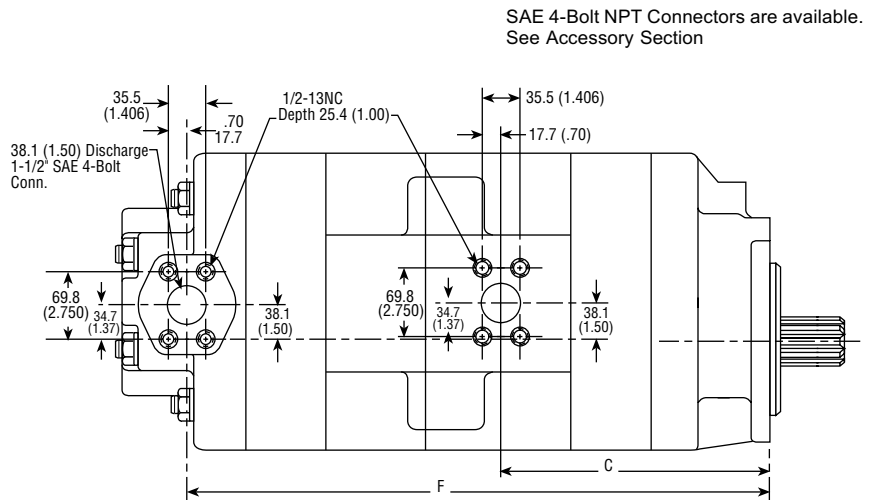 SAE 4-Bolt NPT Connectors are available.
See Accessory Section
35.5
(1.406)
1/2-13NC
Depth 25.4 (1.00)
35.5 (1.406)
.70
17.7
17.7 (.70)
38.1 (1.50) Discharge
1-1/2" SAE 4-Bolt
Conn.
69.8
(2.750)
34.7
(1.37)
38.1
(1.50)
69.8
(2.750)
34.7
(1.37)
38.1
(1.50)
C
F